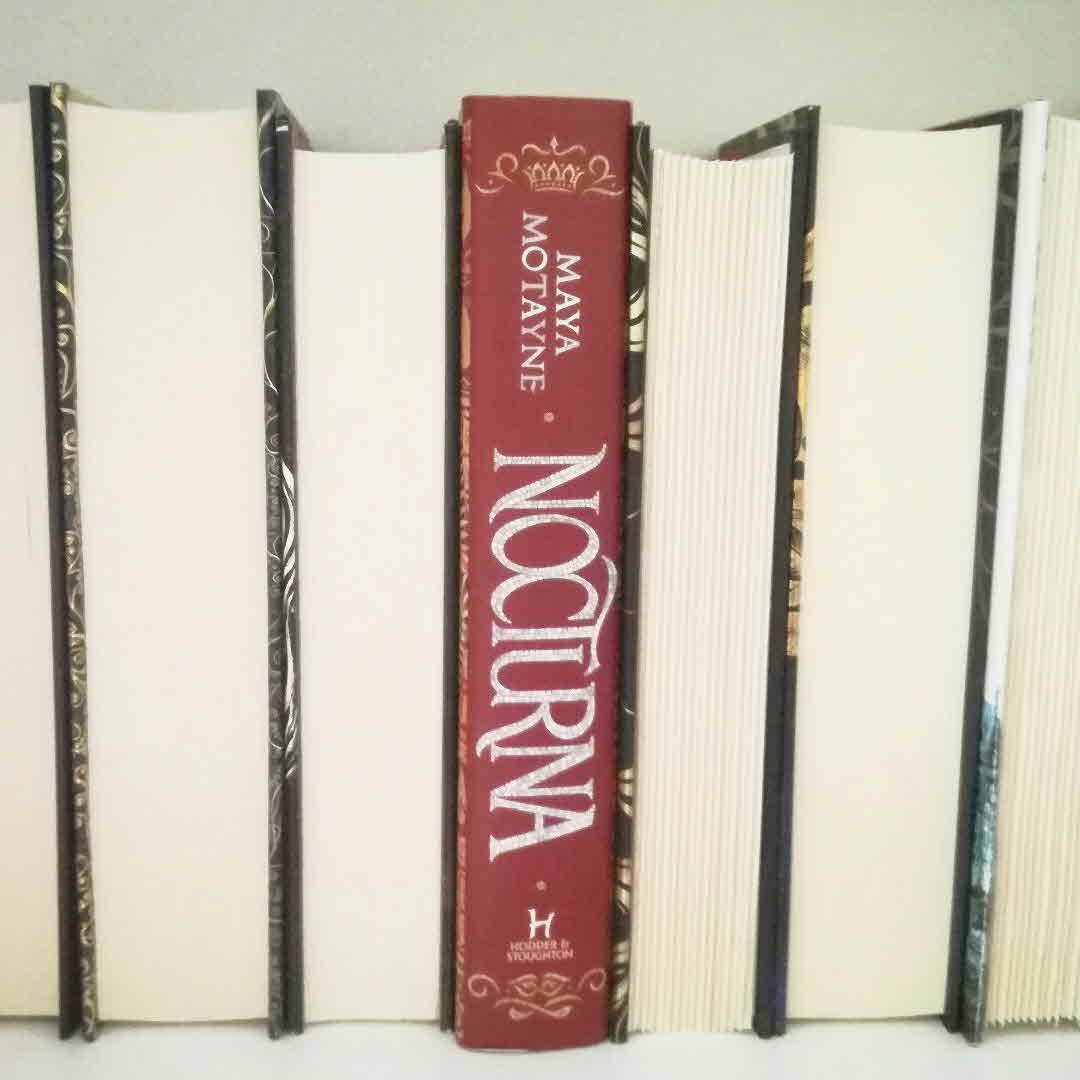 MAYA
MOTAYNE
NOCTURNA
H
HODDER &
STOUGHTON